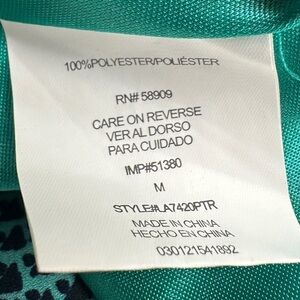 100%POLYESTER/POLIÉSTER
RN# 58909
CARE ON REVERSE
VER AL DORSO
PARA CUIDADO
IMP#51380
M
STYLE#LA7420PTR
MADE IN CHINA
HECHO EN CHINA
030121541892